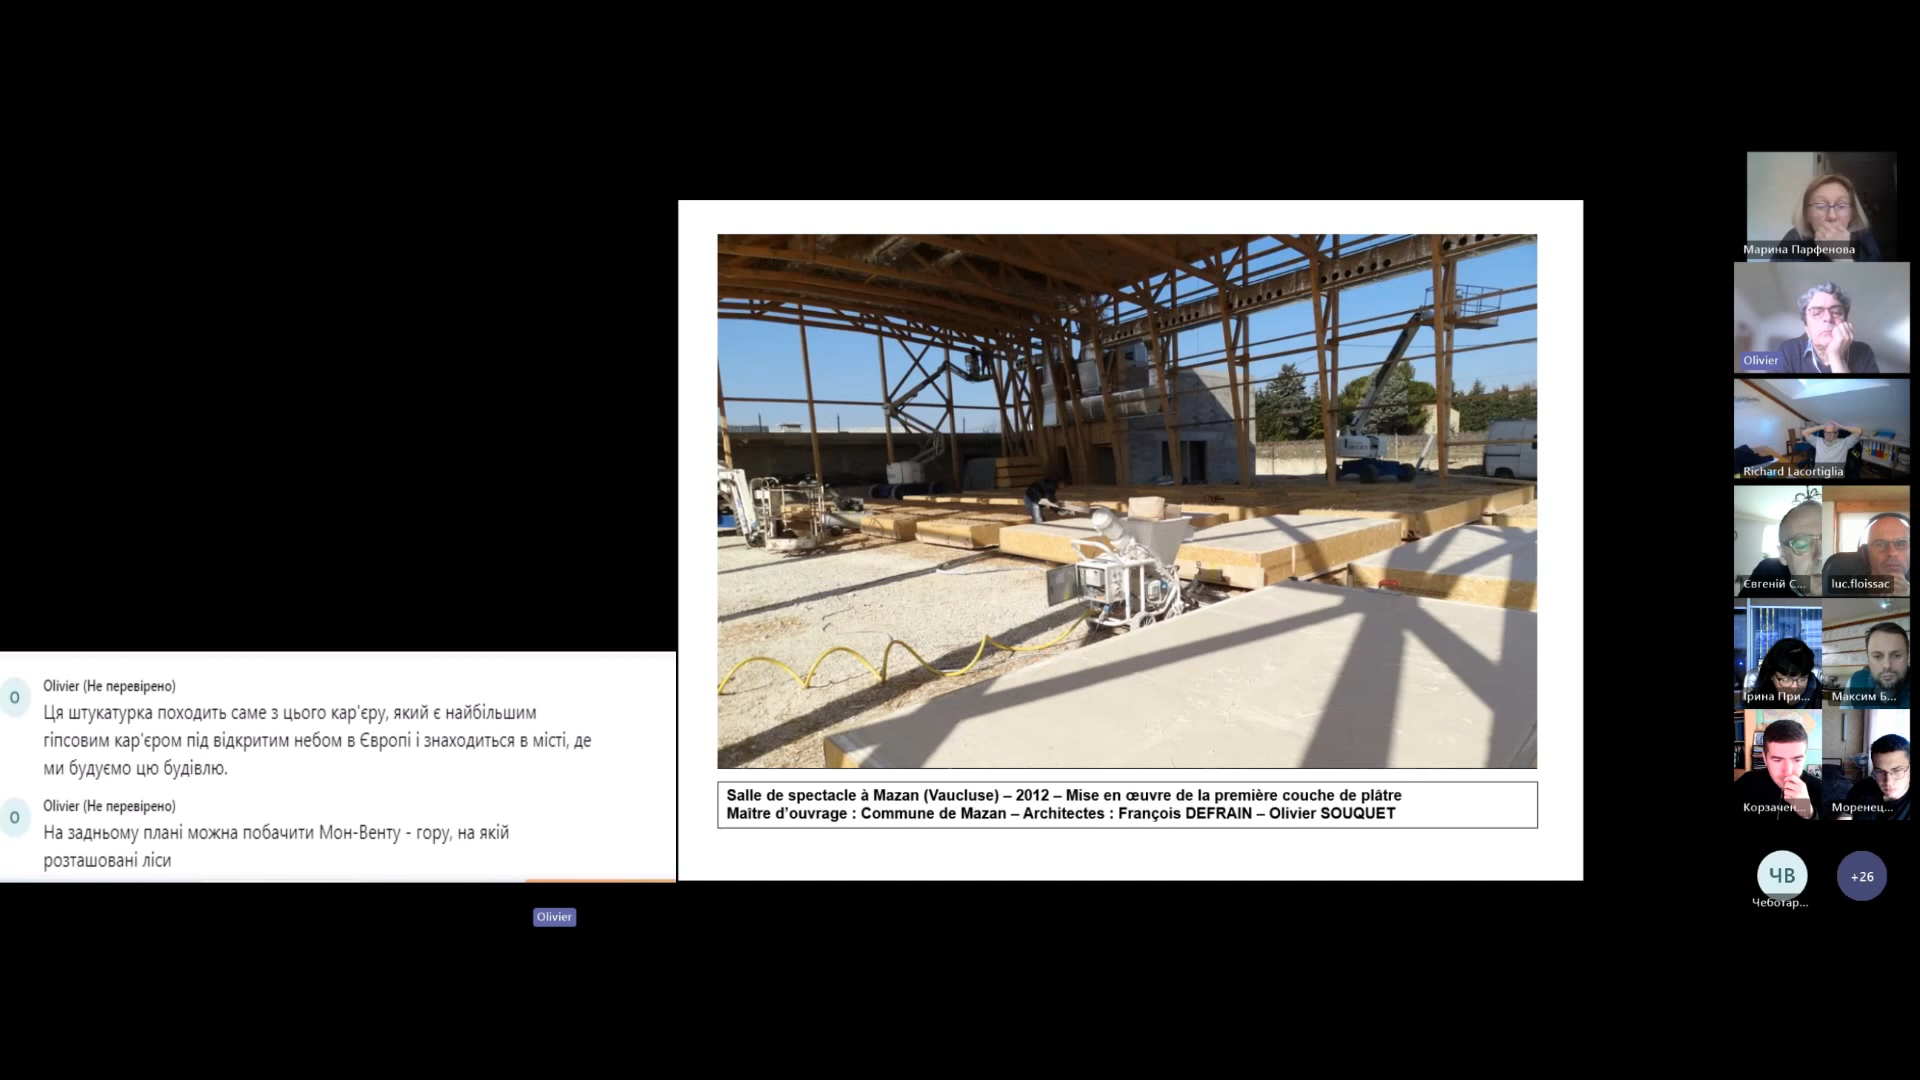 O
Olivier (Не перевірено)
Ця штукатурка походить саме з цього кар'єру, який є найбільшим
гіпсовим кар'єром під відкритим небом в Європі і знаходиться в місті, де
ми будуємо цю будівлю.
O
Olivier (Не перевірено)
На задньому плані можна побачити Мон-Венту - гору, на якій
розташовані ліси
Olivier
Salle de spectacle à Mazan (Vaucluse) – 2012 – Mise en œuvre de la première couche de plâtre
Maître d'ouvrage : Commune de Mazan – Architectes : François DEFRAIN – Olivier SOUQUET
Марина Парфенова
Olivier
Richard Lacortiglia
Євгеній С...
luc.floissac
Ірина При...
Максим Б...
Корзачен...
Моренец...
ЧВ
Чеботар...
+26